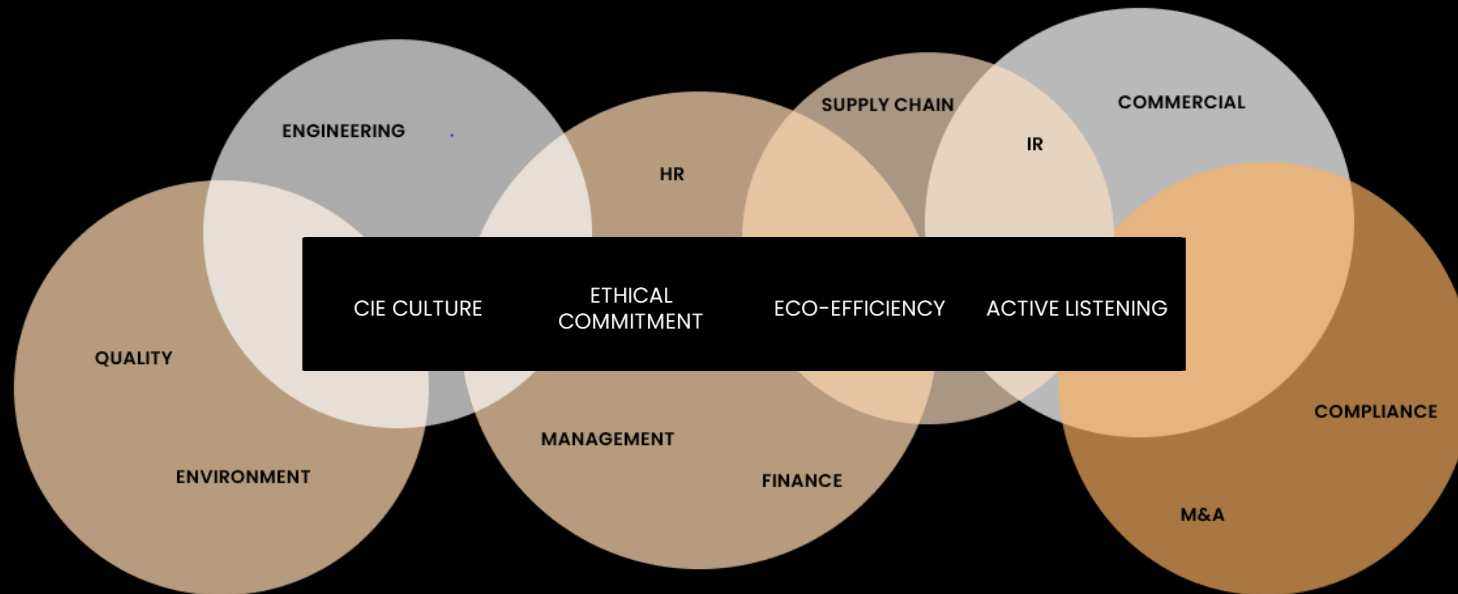 ENGINEERING
SUPPLY CHAIN
COMMERCIAL
IR
HR
CIE CULTURE
ETHICAL
COMMITMENT
ECO-EFFICIENCY
ACTIVE LISTENING
QUALITY
ENVIRONMENT
MANAGEMENT
FINANCE
COMPLIANCE
M&A